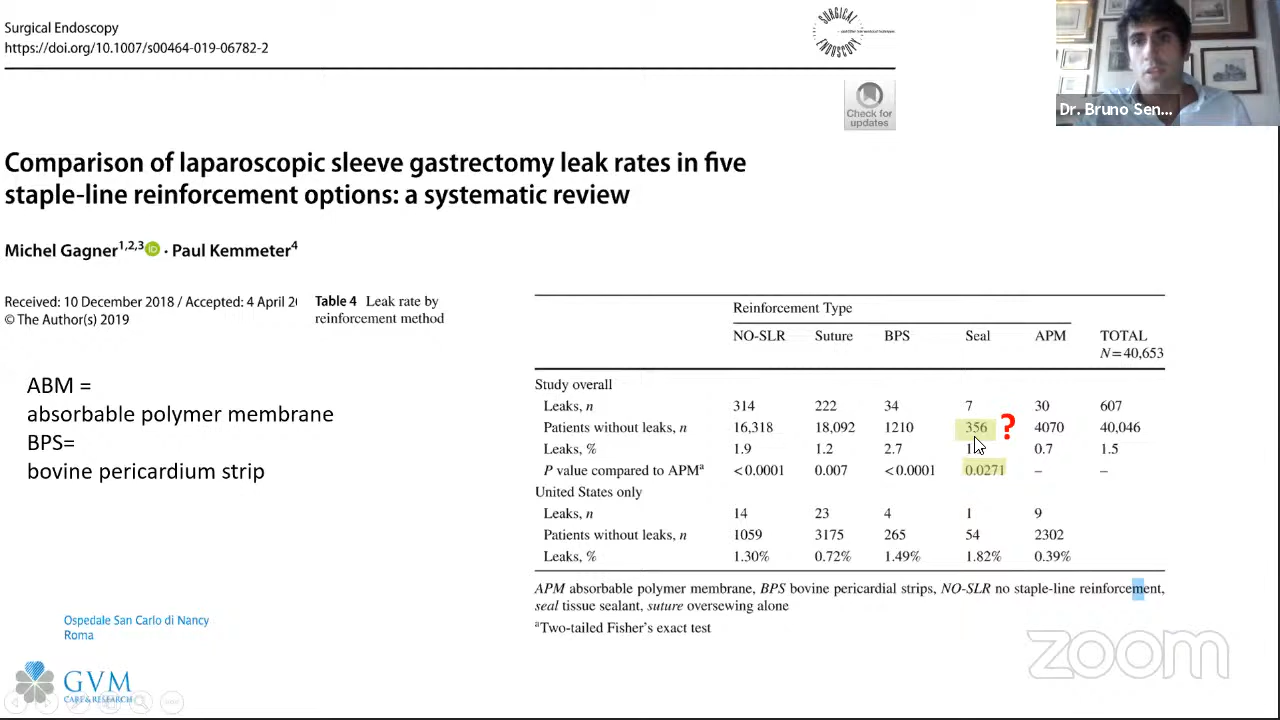 Surgical Endoscopy
https://doi.org/10.1007/s00464-019-06782-2
SURGICAL
ENDOSCOPY
Check for
updates
Dr. Bruno Sen...
Comparison of laparoscopic sleeve gastrectomy leak rates in five
staple-line reinforcement options: a systematic review
Michel Gagner1,2,3 iD · Paul Kemmeter4
Received: 10 December 2018 / Accepted: 4 April
© The Author(s) 2019
Table 4 Leak rate by
reinforcement method
ABM =
absorbable polymer membrane
BPS=
bovine pericardium strip
Reinforcement Type
NO-SLR Suture BPS Seal APM TOTAL
N=40,653
Study overall
Leaks, n 314 222 34 7 30 607
Patients without leaks, n 16,318 18,092 1210 356 ? 4070 40,046
Leaks, % 1.9 1.2 2.7 0.7 1.5
P value compared to APMa <0.0001 0.007 <0.0001 0.0271 – –
United States only
Leaks, n 14 23 4 1 9
Patients without leaks, n 1059 3175 265 54 2302
Leaks, % 1.30% 0.72% 1.49% 1.82% 0.39%
APM absorbable polymer membrane, BPS bovine pericardial strips, NO-SLR no staple-line reinforcement,
seal tissue sealant, suture oversewing alone
aTwo-tailed Fisher's exact test
Ospedale San Carlo di Nancy
Roma
GVM
CARE & RESEARCH
zoom